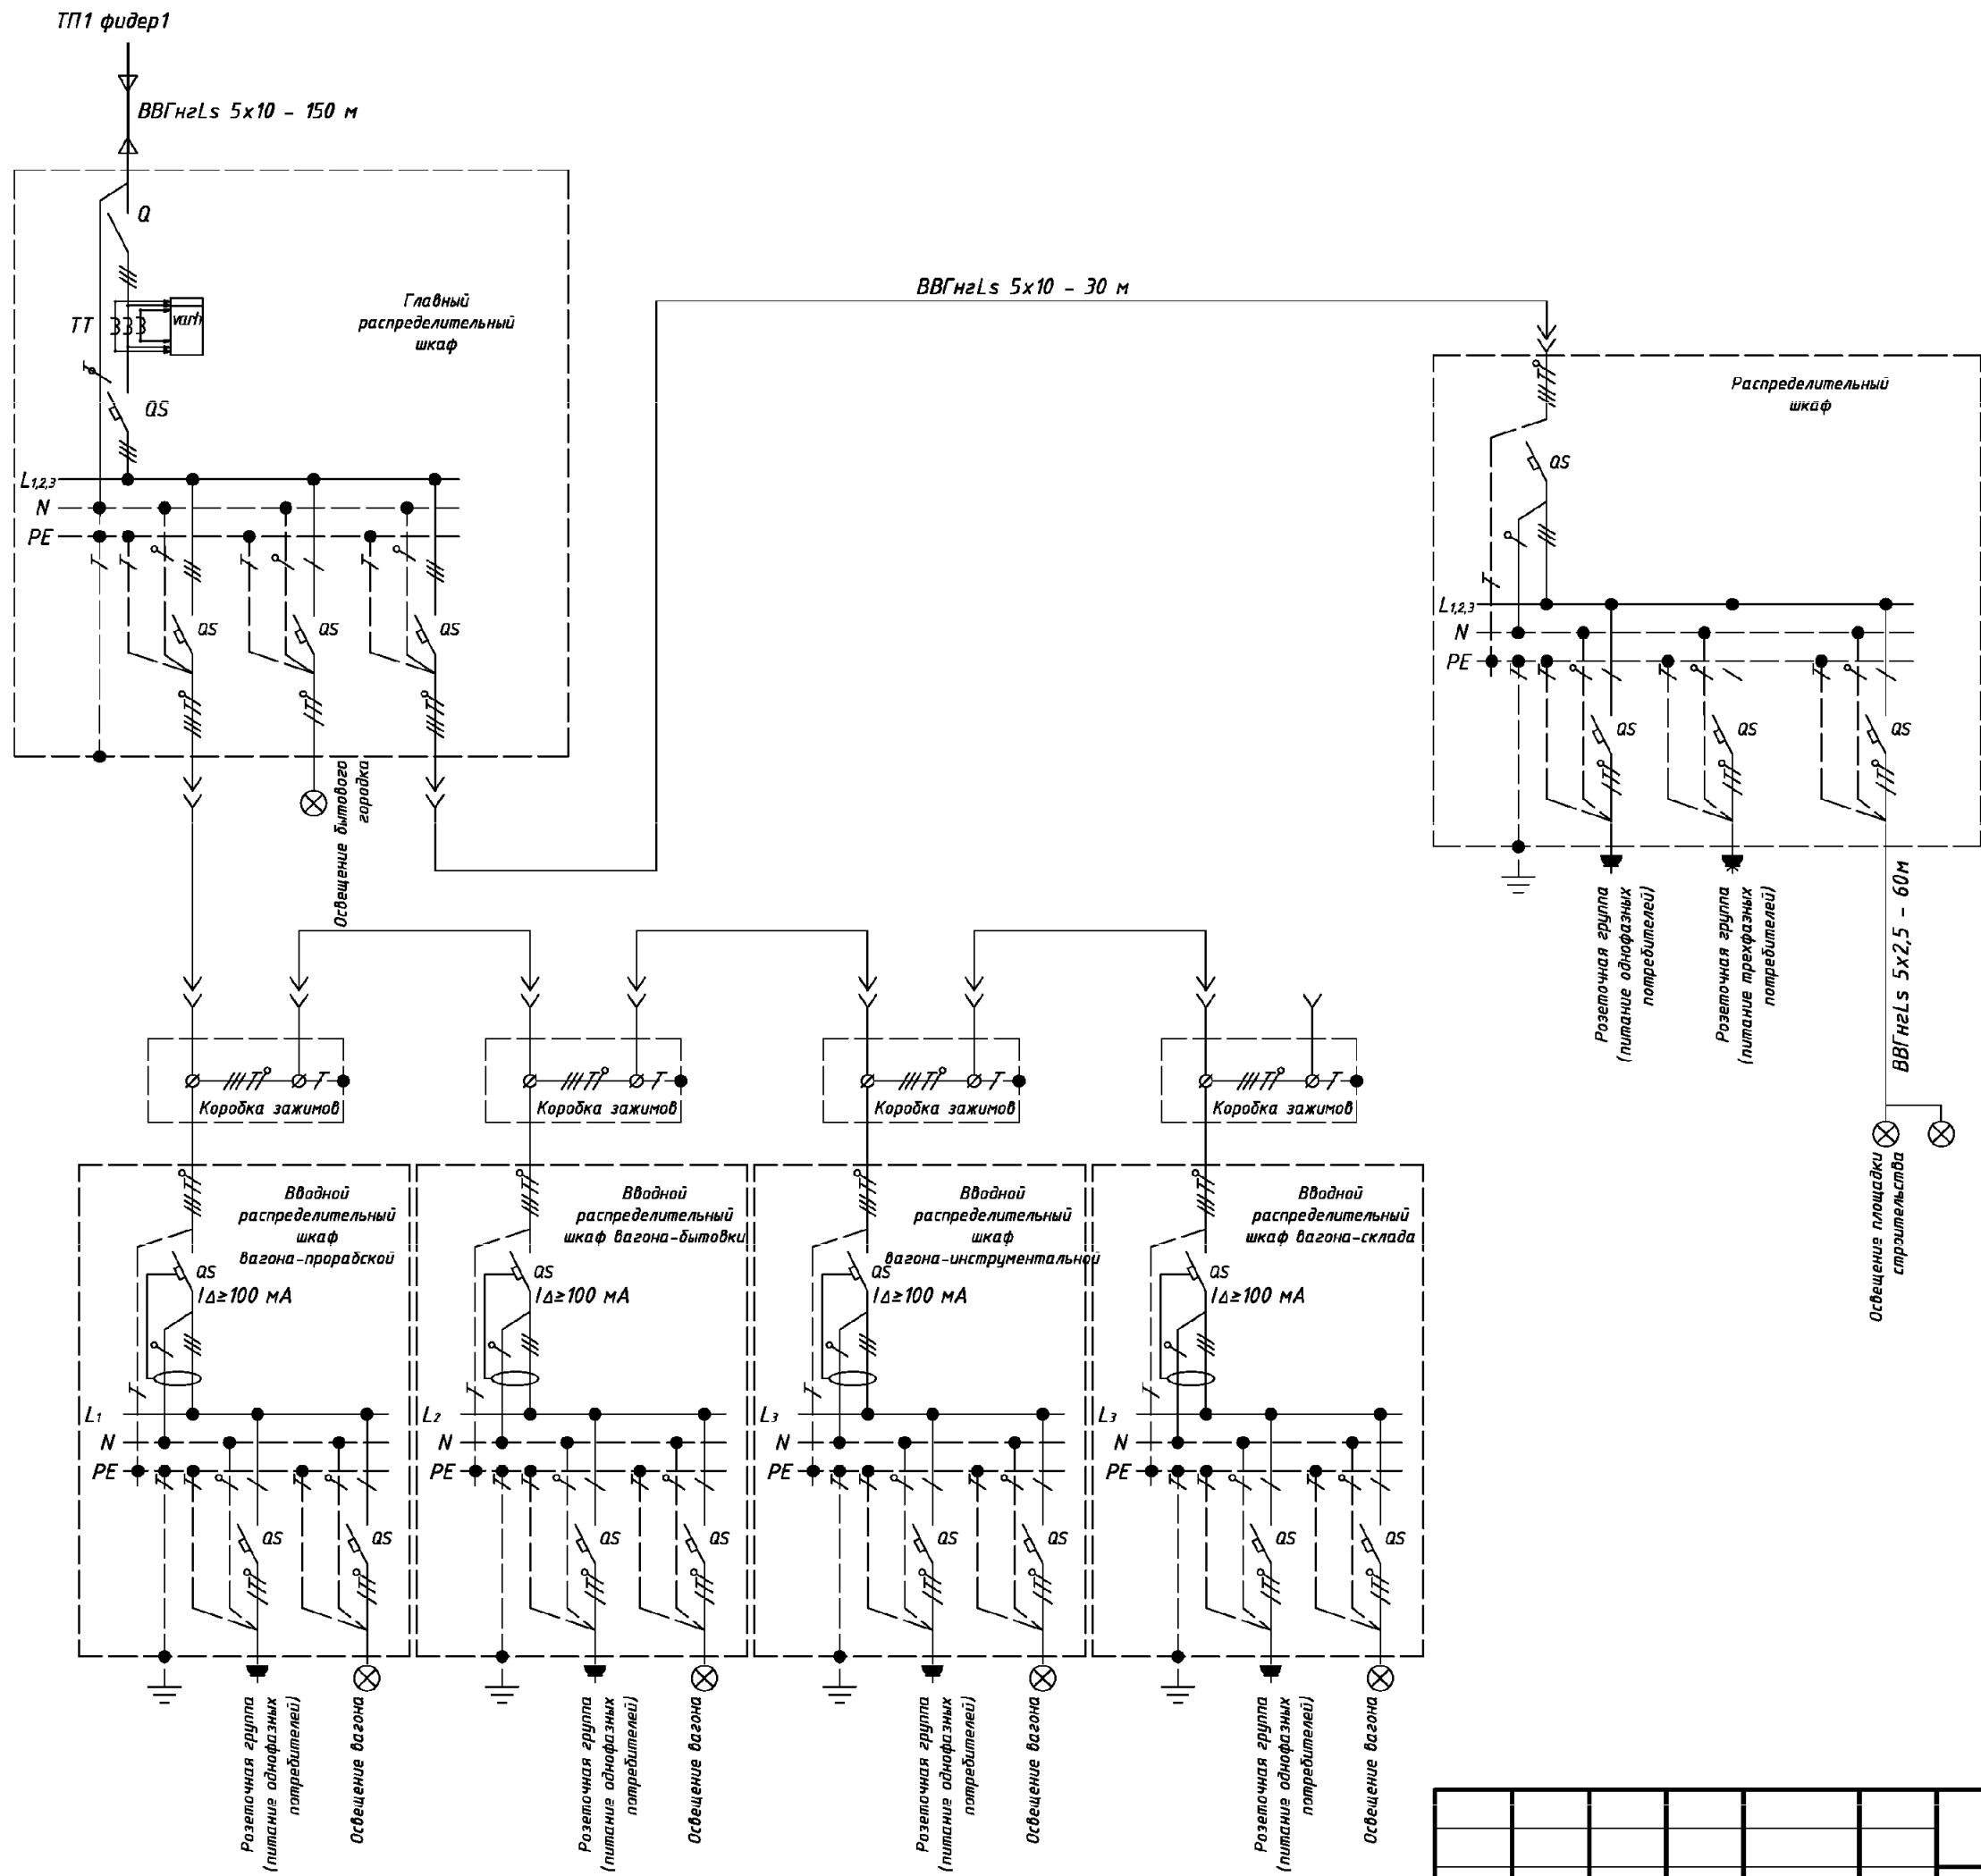 ТП1 фидер1
ВВГнгLs 5x10 - 150 м
Q
ТТ
varh
QS
Главный
распределительный
шкаф
L1,2,3
N
PE
QS
QS
QS
Освещение бытового
городка
ВВГнгLs 5x10 - 30 м
Распределительный
шкаф
QS
L1,2,3
N
PE
QS
QS
QS
Розеточная группа
(питание однофазных
потребителей)
Розеточная группа
(питание трехфазных
потребителей)
ВВГнгLs 5x2,5 - 60м
Освещение площадки
строительства
Коробка зажимов
Коробка зажимов
Коробка зажимов
Коробка зажимов
Вводной
распределительный
шкаф
вагона-прорабской
QS
IΔ≥100 мА
L1
N
PE
QS
QS
Розеточная группа
(питание однофазных
потребителей)
Освещение вагона
Вводной
распределительный
шкаф вагона-бытовки
QS
IΔ≥100 мА
L2
N
PE
QS
QS
Розеточная группа
(питание однофазных
потребителей)
Освещение вагона
Вводной
распределительный
шкаф
вагона-инструментальной
QS
IΔ≥100 мА
L3
N
PE
QS
QS
Розеточная группа
(питание однофазных
потребителей)
Освещение вагона
Вводной
распределительный
шкаф вагона-склада
QS
IΔ≥100 мА
L3
N
PE
QS
QS
Розеточная группа
(питание однофазных
потребителей)
Освещение вагона